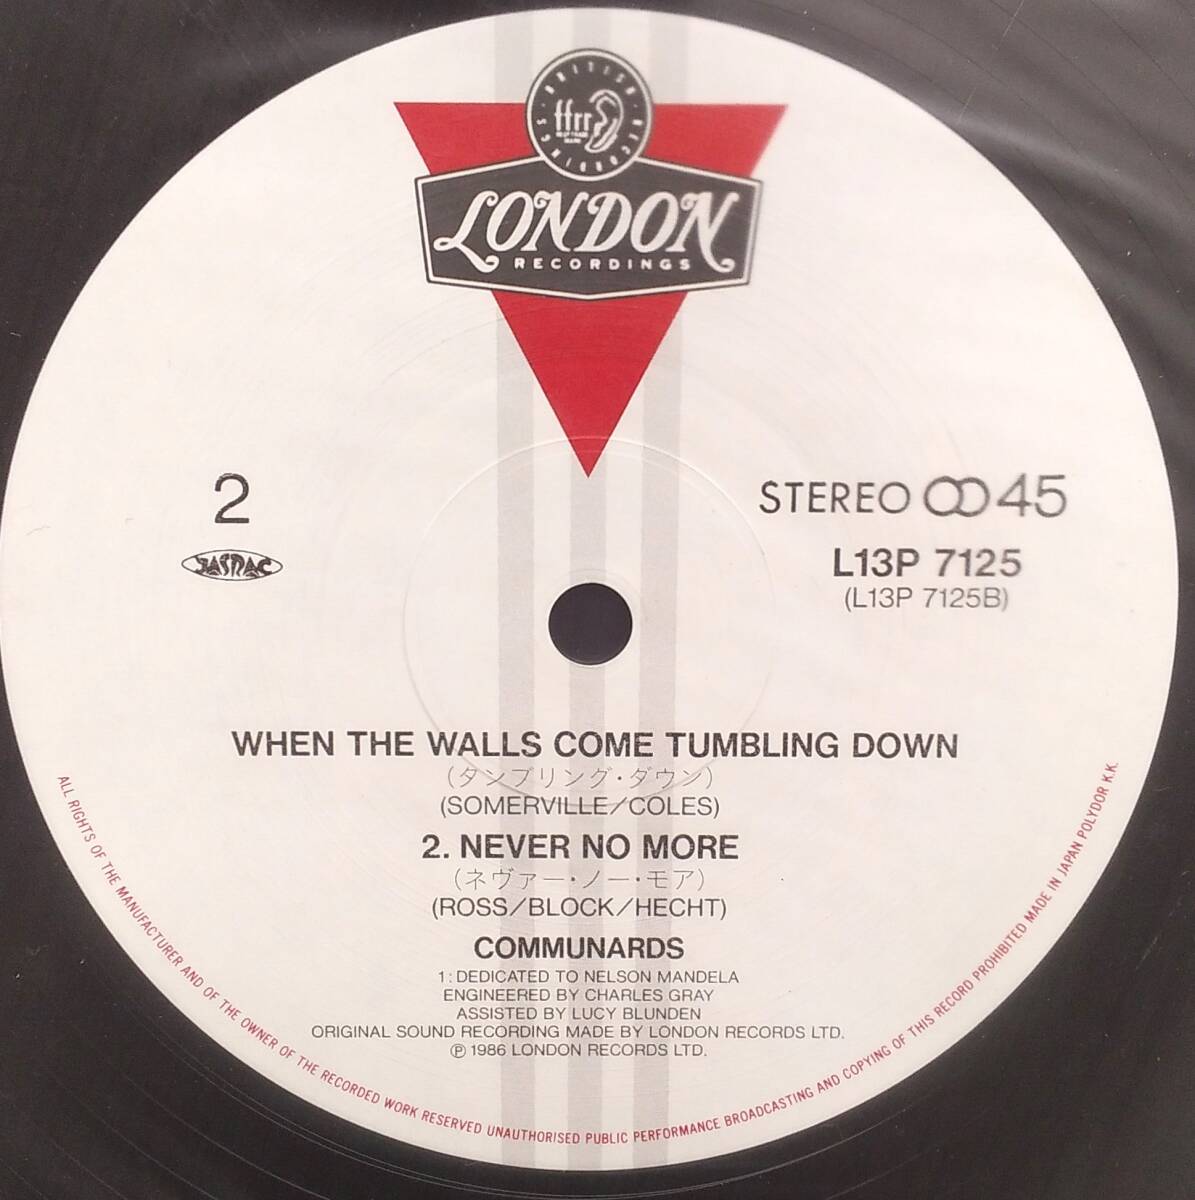 BRITISH RECORDINGS
ffrr
LONDON
RECORDINGS
2
JASRAC
STEREO 45
L13P 7125
(L13P 7125B)
WHEN THE WALLS COME TUMBLING DOWN
(タンブリング・ダウン)
(SOMERVILLE/COLES)
2. NEVER NO MORE
(ネヴァー・ノー・モア)
(ROSS/BLOCK/HECHT)
COMMUNARDS
1: DEDICATED TO NELSON MANDELA
ENGINEERED BY CHARLES GRAY
ASSISTED BY LUCY BLUNDEN
ORIGINAL SOUND RECORDING MADE BY LONDON RECORDS LTD.
℗ 1986 LONDON RECORDS LTD.
ALL RIGHTS OF THE MANUFACTURER AND OF THE OWNER OF THE RECORDED WORK RESERVED UNAUTHORISED PUBLIC PERFORMANCE BROADCASTING AND COPYING OF THIS RECORD PROHIBITED MADE IN JAPAN POLYDOR K.K.